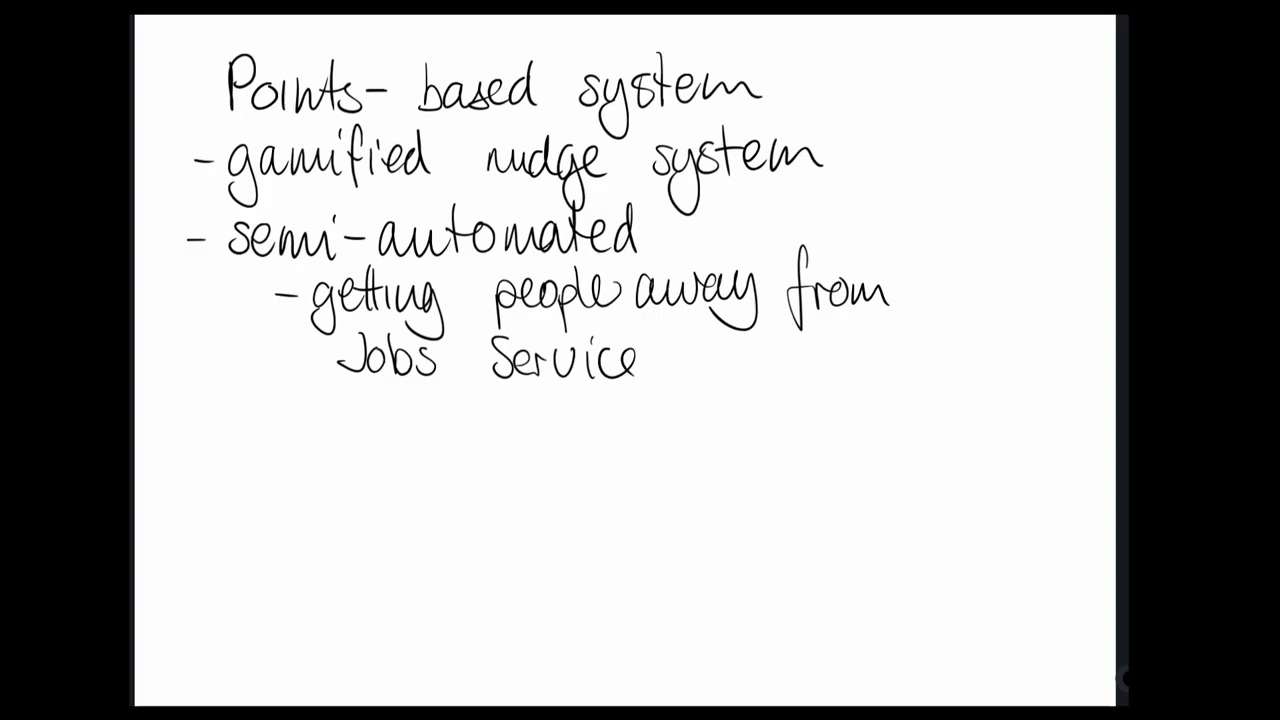 Points-based system
- gamified nudge system
- semi-automated
- getting people away from
Jobs Service